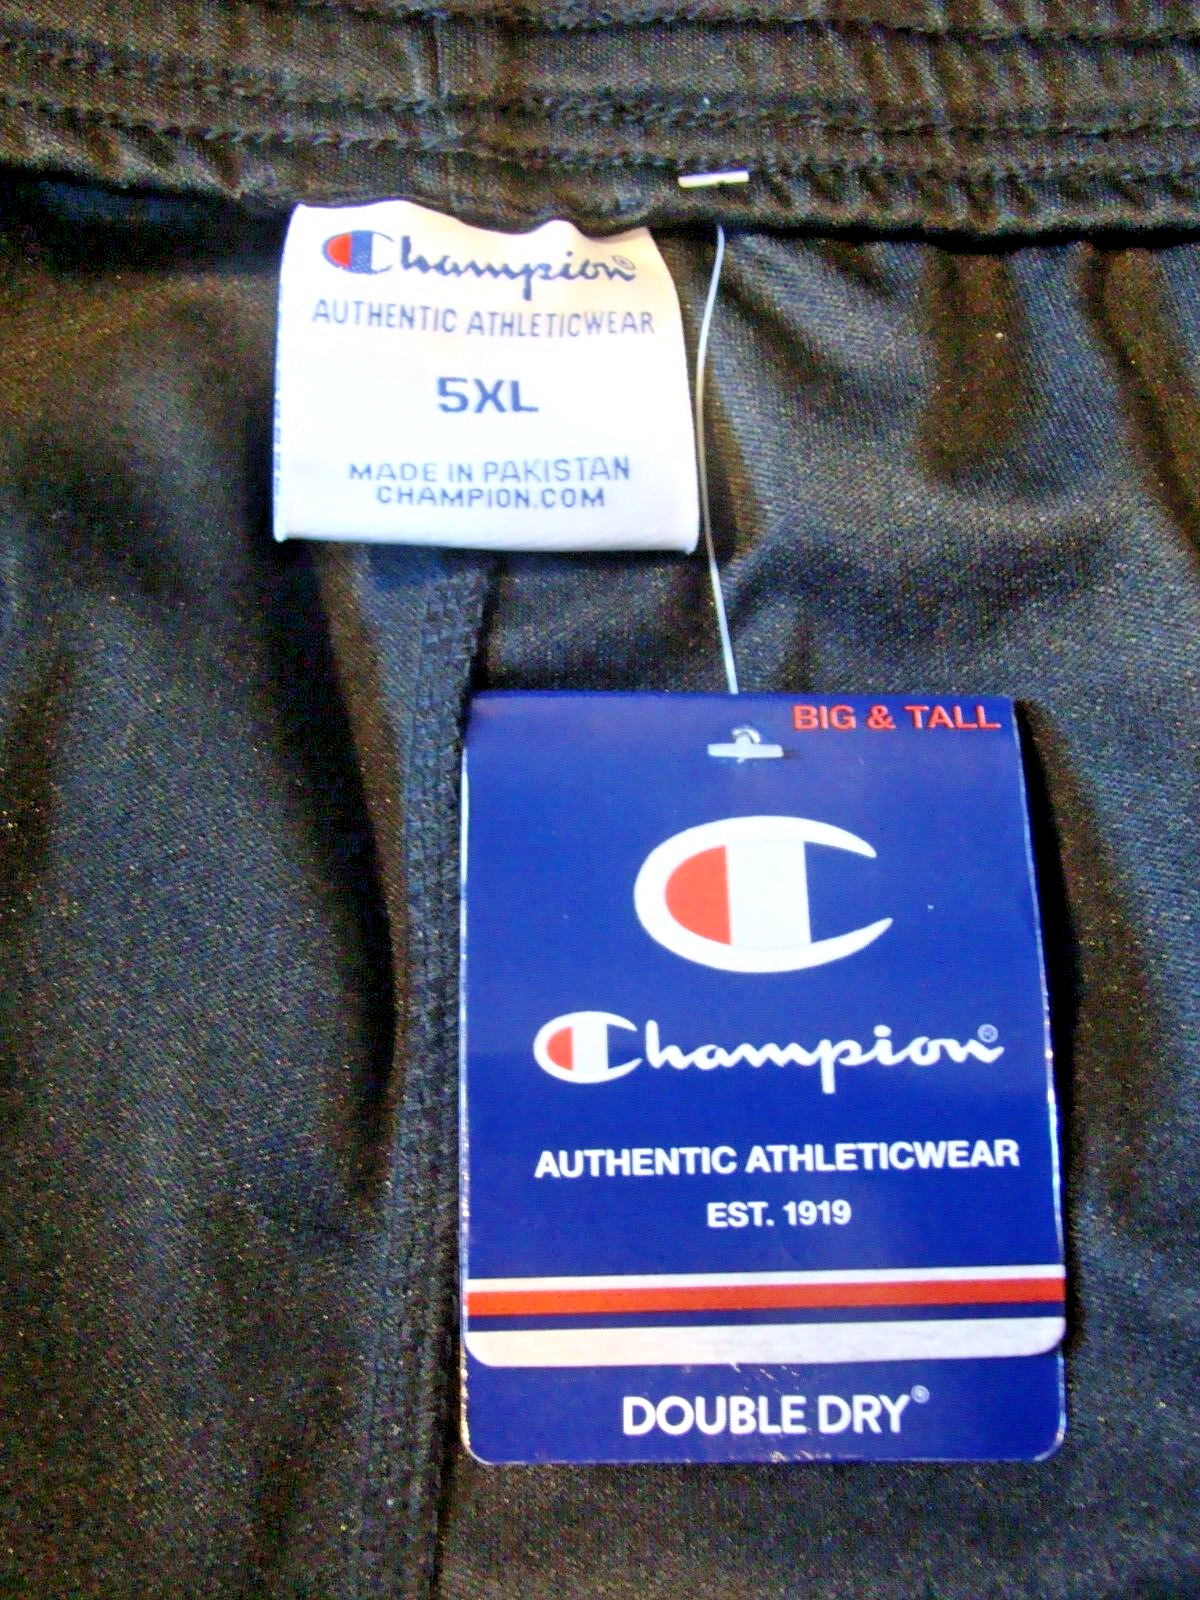 Champion®
AUTHENTIC ATHLETICWEAR
5XL
MADE IN PAKISTAN
CHAMPION.COM
BIG & TALL
Champion®
AUTHENTIC ATHLETICWEAR
EST. 1919
DOUBLE DRY®